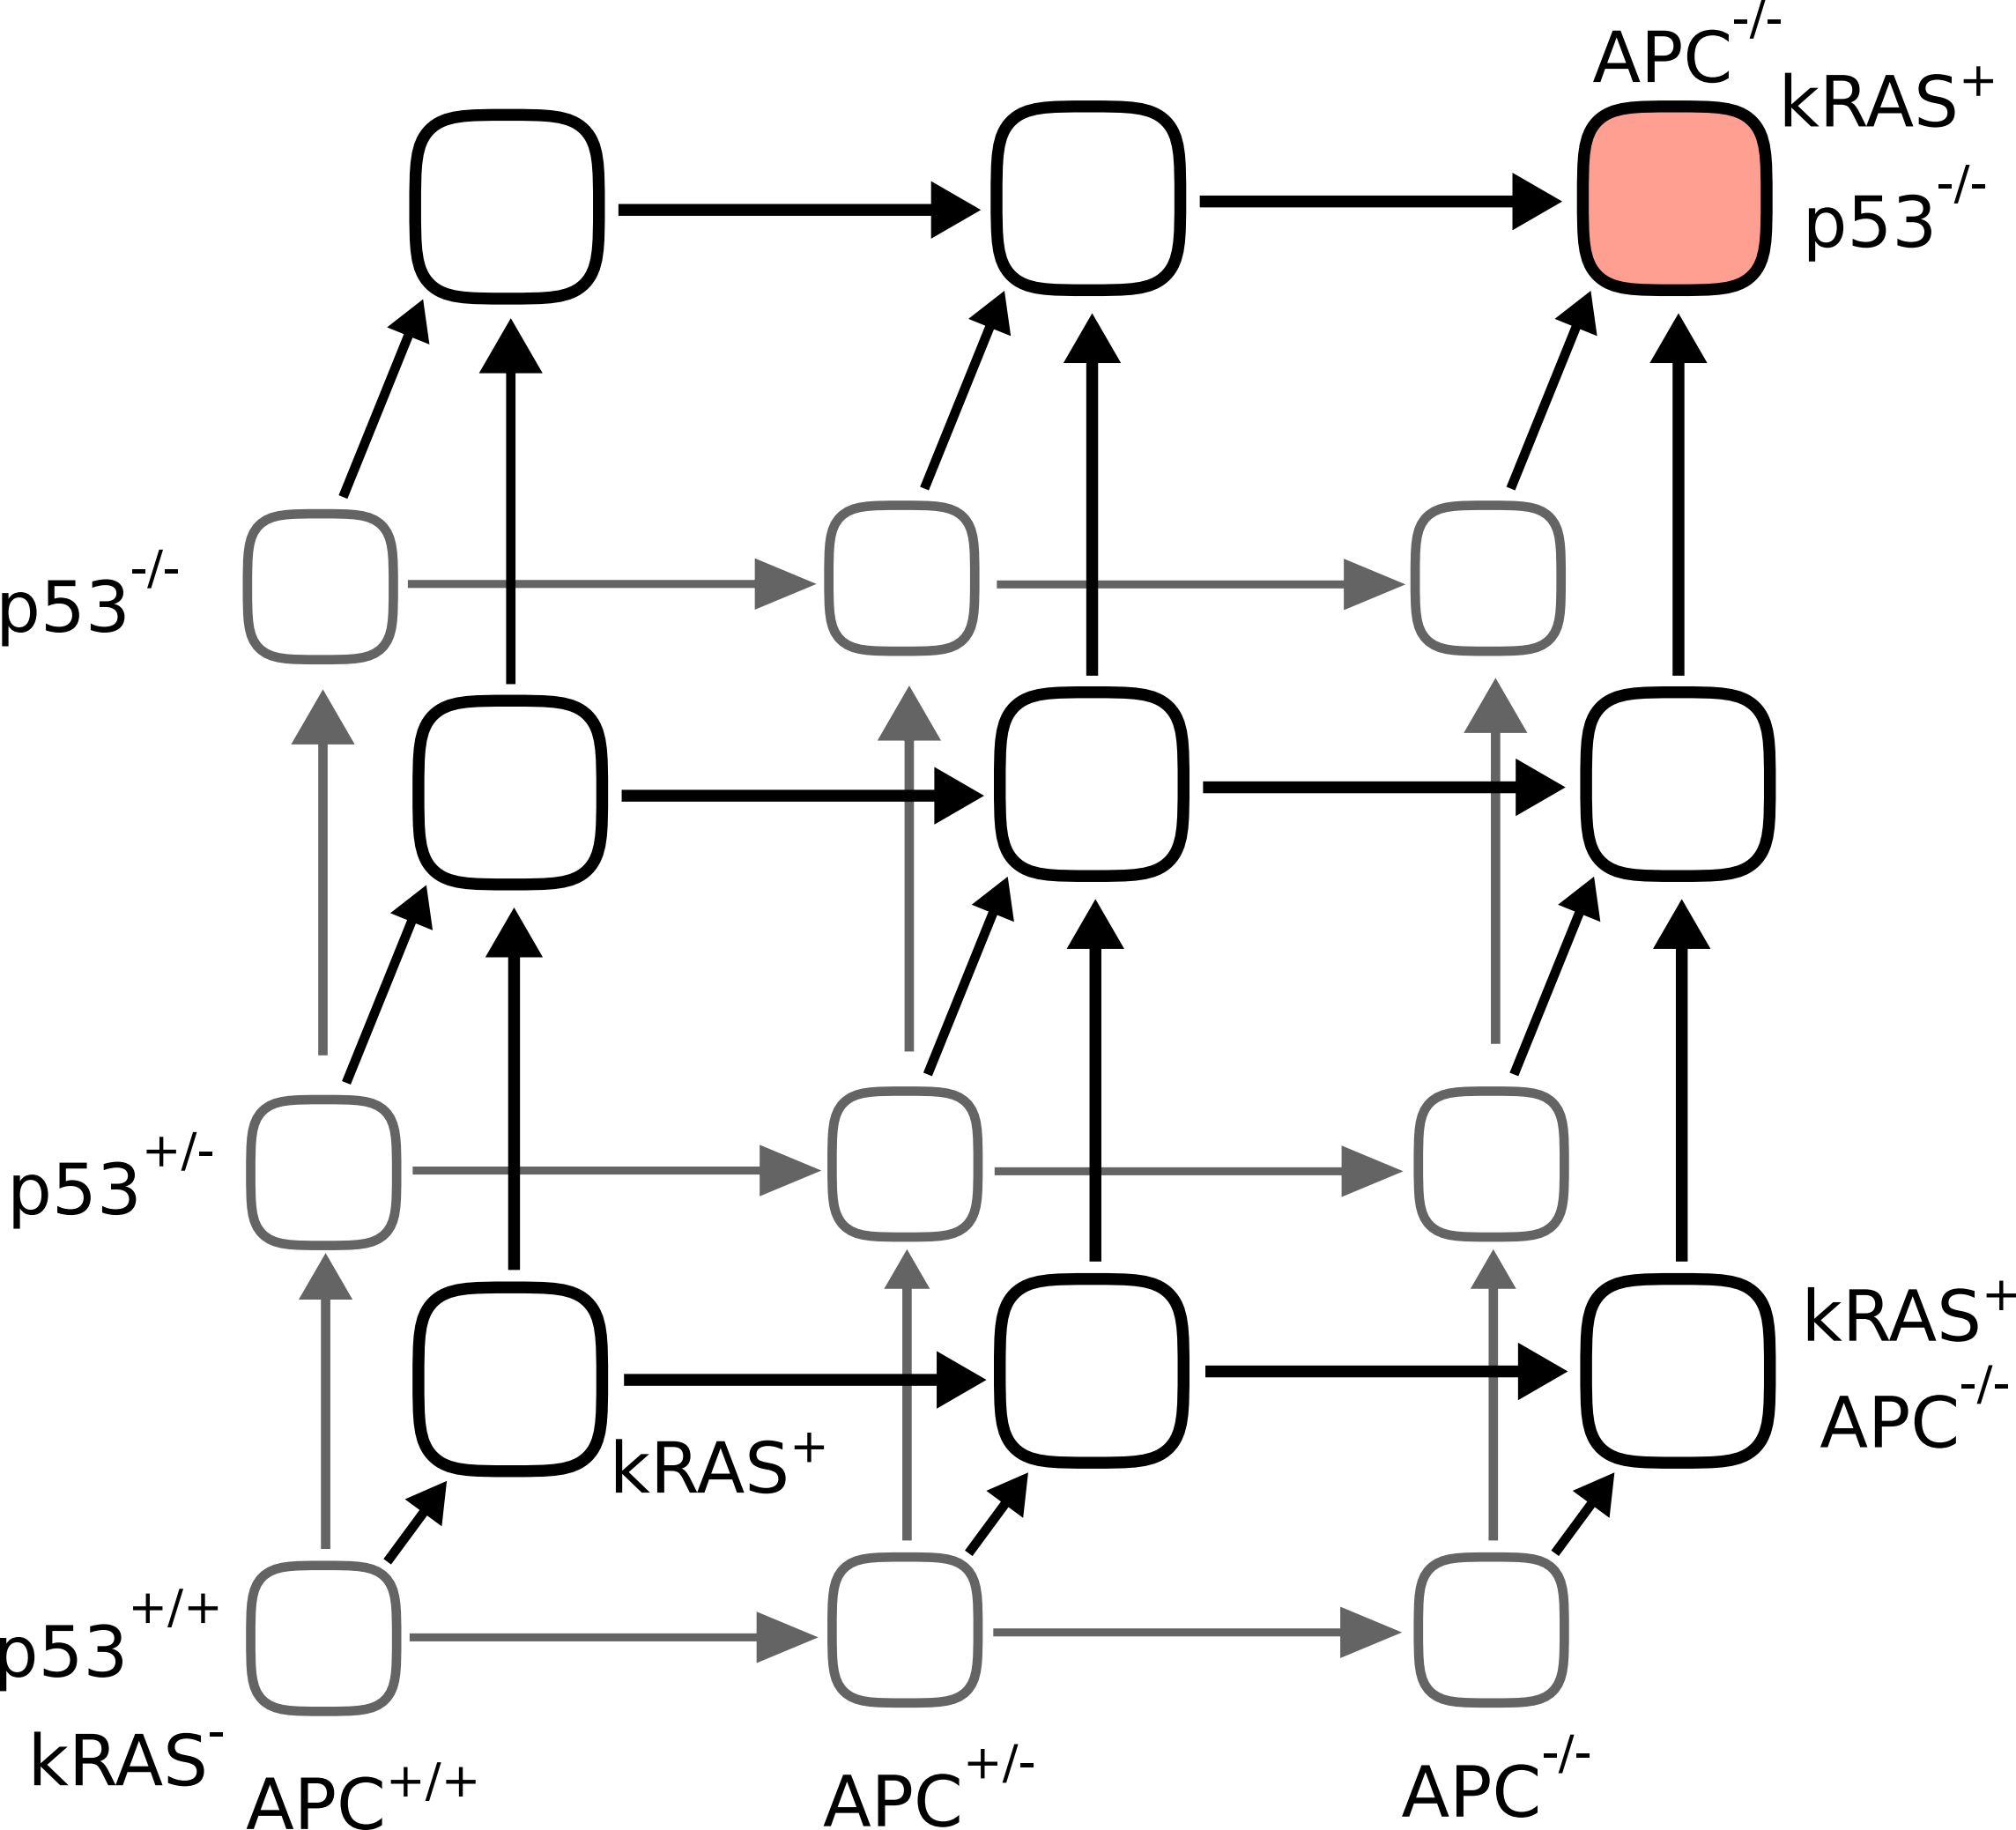 APC-/-
kRAS+
p53-/-
p53-/-
p53+/-
kRAS+
APC-/-
kRAS+
p53+/+
kRAS-
APC+/+
APC+/-
APC-/-